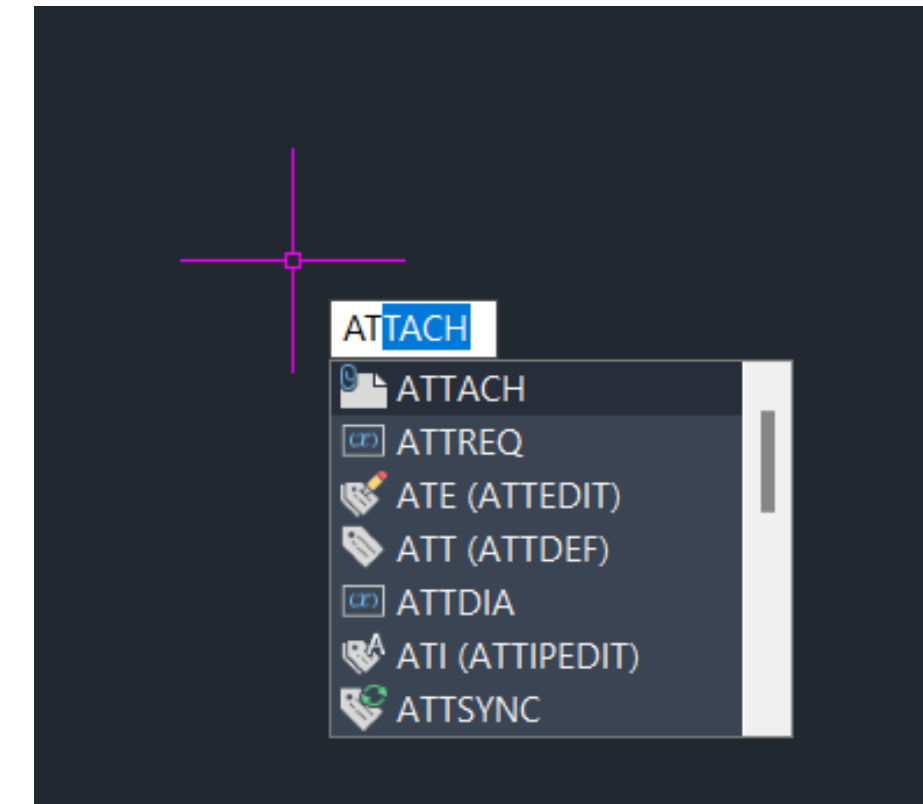 ATTACH
ATTACH
ATTREQ
ATE (ATTEDIT)
ATT (ATTDEF)
ATTDIA
ATI (ATTIPEDIT)
ATTSYNC